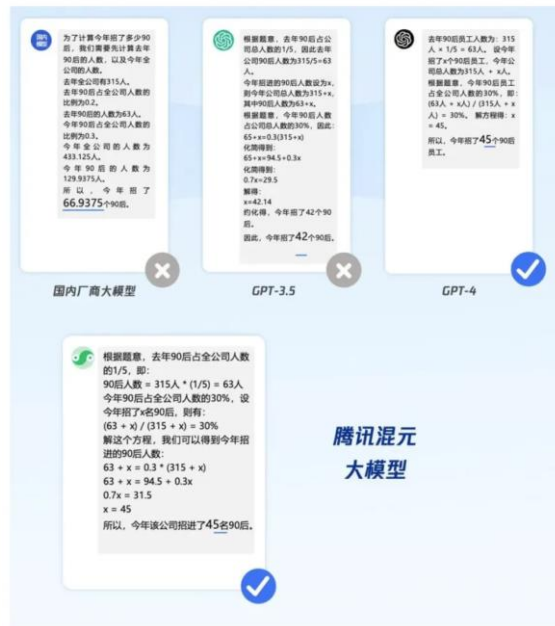 国内
模型
为了计算今年招了多少90
后，我们需要先计算去年
90后的人数，以及今年全
公司的人数。
去年全公司有315人。
去年90后占全公司人数的
比例为0.2。
去年90后的人数为63人。
今年90后占全公司人数的
比例为0.3。
今年全公司的人数为
433.125人。
今年90后的人数为
129.9375人。
所以，今年招了
66.9375个90后。
国内厂商大模型
根据题意，去年90后占公
司总人数的1/5，因此去年
公司90后人数为315/5=63
人。
今年招进的90后人数设为x，
则今年公司总人数为315+x，
其中90后人数为63+x。
根据题意，今年90后人数
占公司总人数的30%，因此：
65+x=0.3(315+x)
化简得到：
65+x=94.5+0.3x
化简得到：
0.7x=29.5
解得：
x=42.14
约化得，今年招了42个90
后。
因此，今年招了42个90后。
GPT-3.5
去年90后员工人数为：315
人 × 1/5 = 63人。 设今年
招了x个90后员工，今年公
司总人数为315人 + x人。
根据题意，今年90后员工
占公司总人数的30%，即：
(63人 + x人) / (315人 + x
人) = 30%。 解方程得：x
= 45。
所以，今年招了45个90后
员工。
GPT-4
根据题意，去年90后占全公司人数
的1/5，即：
90后人数 = 315人 * (1/5) = 63人
今年90后占全公司人数的30%，设
今年招了x名90后，则有：
(63 + x) / (315 + x) = 30%
解这个方程，我们可以得到今年招
进的90后人数：
63 + x = 0.3 * (315 + x)
63 + x = 94.5 + 0.3x
0.7x = 31.5
x = 45
所以，今年该公司招进了45名90后。
腾讯混元
大模型